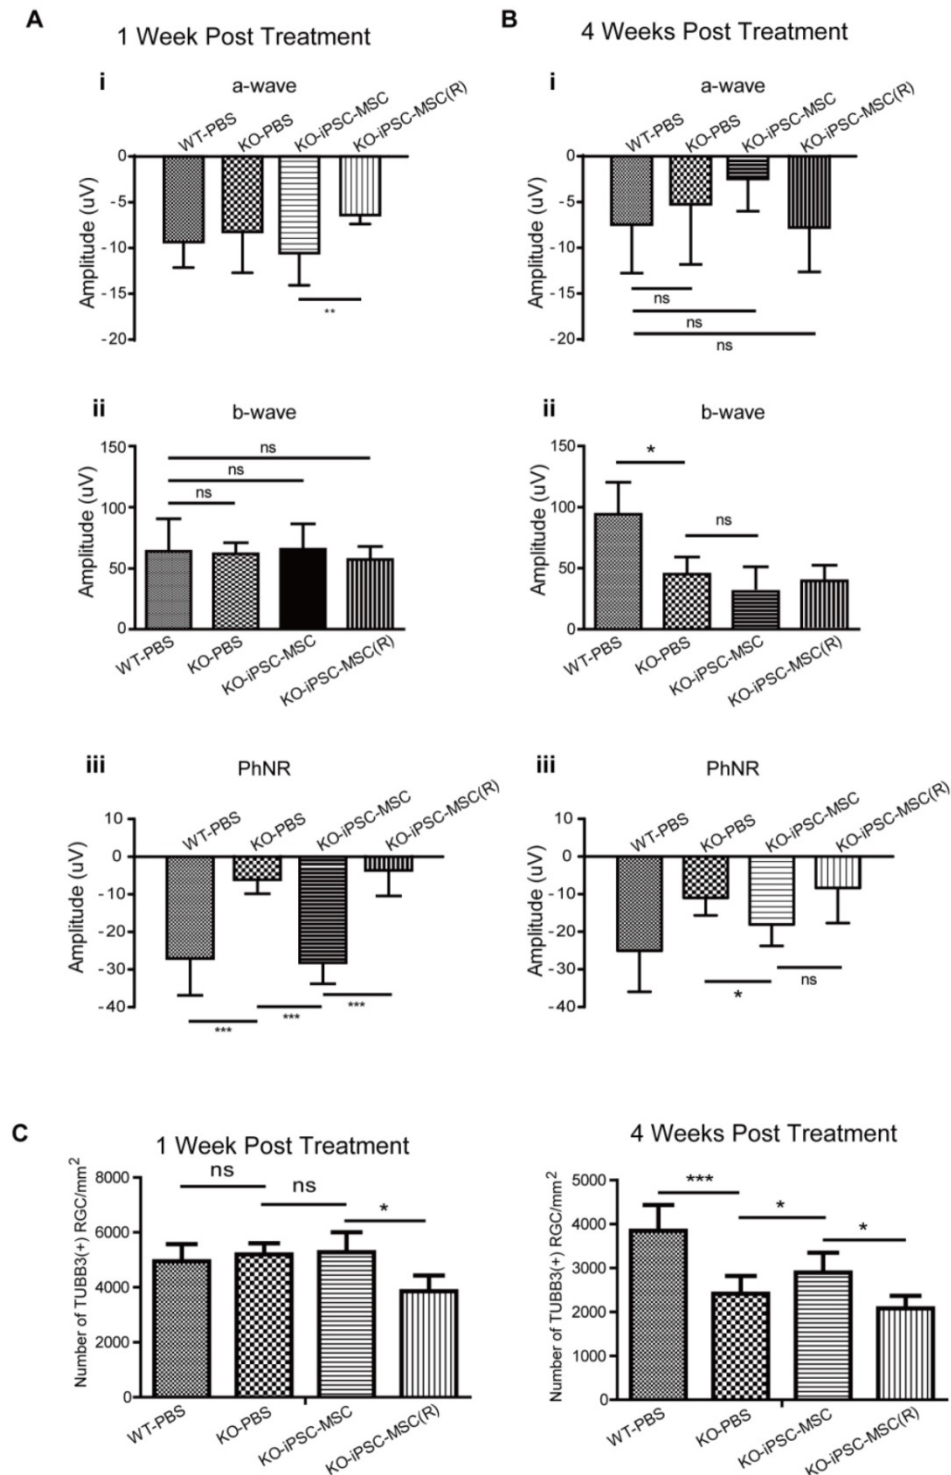 A
1 Week Post Treatment
i
a-wave
WT-PBS
KO-PBS
KO-iPSC-MSC
KO-iPSC-MSC(R)
Amplitude (uV)
0
-5
-10
-15
-20
**
ii
b-wave
Amplitude (uV)
150
100
50
0
ns
ns
ns
WT-PBS
KO-PBS
KO-iPSC-MSC
KO-iPSC-MSC(R)
iii
PhNR
WT-PBS
KO-PBS
KO-iPSC-MSC
KO-iPSC-MSC(R)
Amplitude (uV)
10
0
-10
-20
-30
-40
***
***
***
B
4 Weeks Post Treatment
i
a-wave
WT-PBS
KO-PBS
KO-iPSC-MSC
KO-iPSC-MSC(R)
Amplitude (uV)
0
-5
-10
-15
-20
ns
ns
ns
ii
b-wave
Amplitude (uV)
150
100
50
0
*
ns
WT-PBS
KO-PBS
KO-iPSC-MSC
KO-iPSC-MSC(R)
iii
PhNR
WT-PBS
KO-PBS
KO-iPSC-MSC
KO-iPSC-MSC(R)
Amplitude (uV)
10
0
-10
-20
-30
-40
*
ns
C
1 Week Post Treatment
Number of TUBB3(+) RGC/mm²
8000
6000
4000
2000
0
ns
ns
*
WT-PBS
KO-PBS
KO-iPSC-MSC
KO-iPSC-MSC(R)
4 Weeks Post Treatment
Number of TUBB3(+) RGC/mm²
5000
4000
3000
2000
1000
0
***
*
*
WT-PBS
KO-PBS
KO-iPSC-MSC
KO-iPSC-MSC(R)